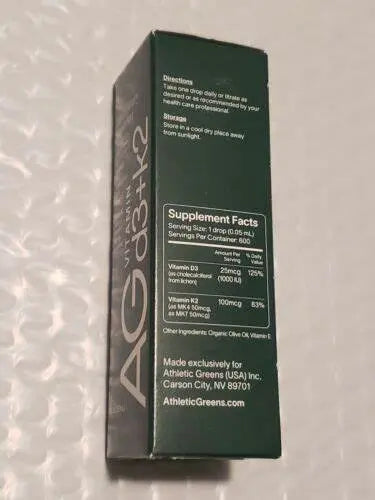 AG VITAMIN
d3+k2
Directions
Take one drop daily or titrate as
desired or as recommended by your
health care professional.
Storage
Store in a cool dry place away
from sunlight.
Supplement Facts
Serving Size: 1 drop (0.05 mL)
Servings Per Container: 600
Amount Per Serving
% Daily Value
Vitamin D3 25mcg 125%
(as cholecalciferol (1000 IU)
from lichen)
Vitamin K2 100mcg 83%
(as MK4 50mcg,
as MK7 50mcg)
Other Ingredients: Organic Olive Oil, Vitamin E
Made exclusively for
Athletic Greens (USA) Inc.
Carson City, NV 89701
AthleticGreens.com